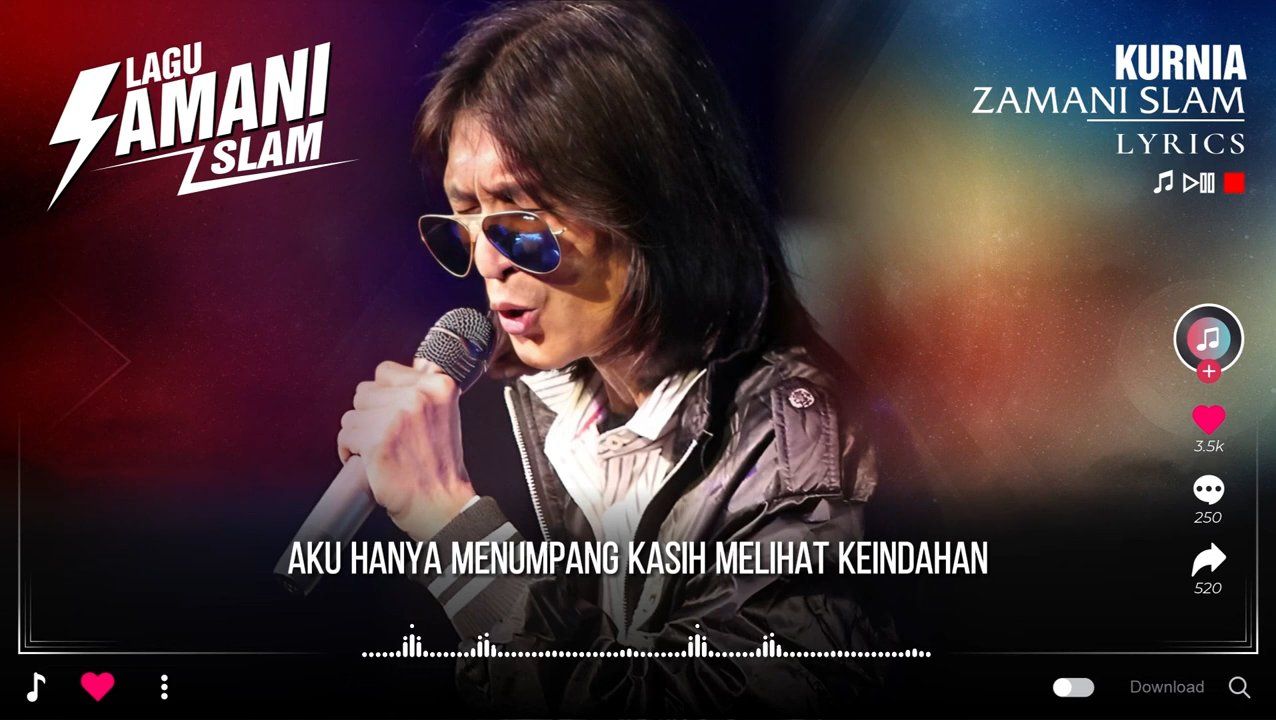 LAGU
ZAMANI
SLAM
KURNIA
ZAMANI SLAM
LYRICS
3.5k
250
520
AKU HANYA MENUMPANG KASIH MELIHAT KEINDAHAN
Download